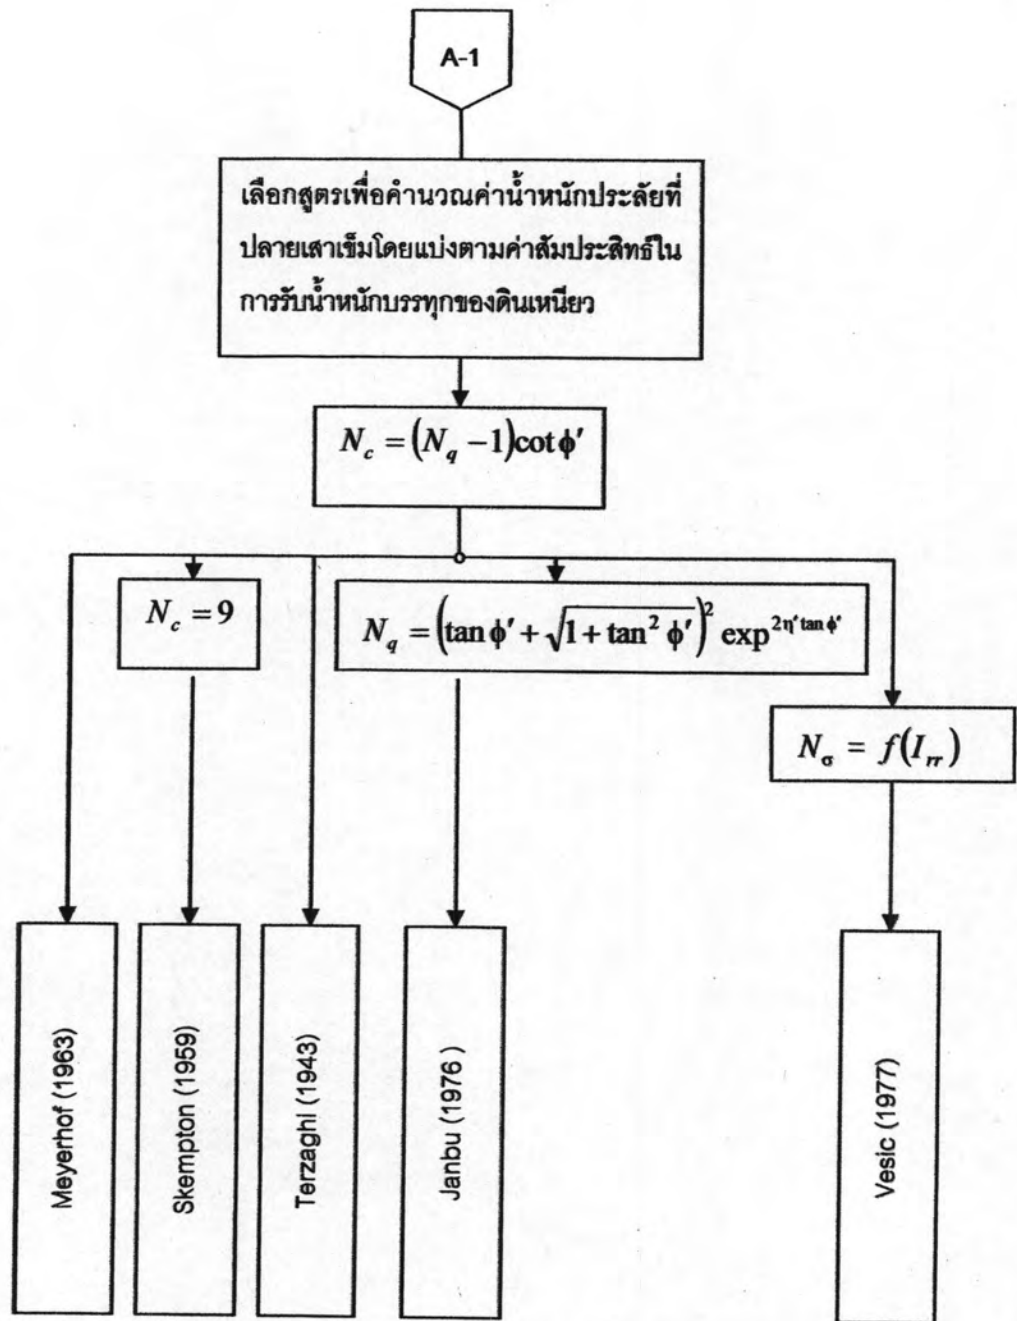 A-1
เลือกสูตรเพื่อคำนวณค่าน้ำหนักประลัยที่
ปลายเสาเข็มโดยแบ่งตามค่าสัมประสิทธ์ใน
การรับน้ำหนักบรรทุกของดินเหนียว
N_c = (N_q − 1)cot ϕ′
N_c = 9
N_q = (tan ϕ′ + √(1 + tan² ϕ′))² exp^(2η′ tan ϕ′)
N_σ = f(I_rr)
Meyerhof (1963)
Skempton (1959)
Terzaghi (1943)
Janbu (1976 )
Vesic (1977)